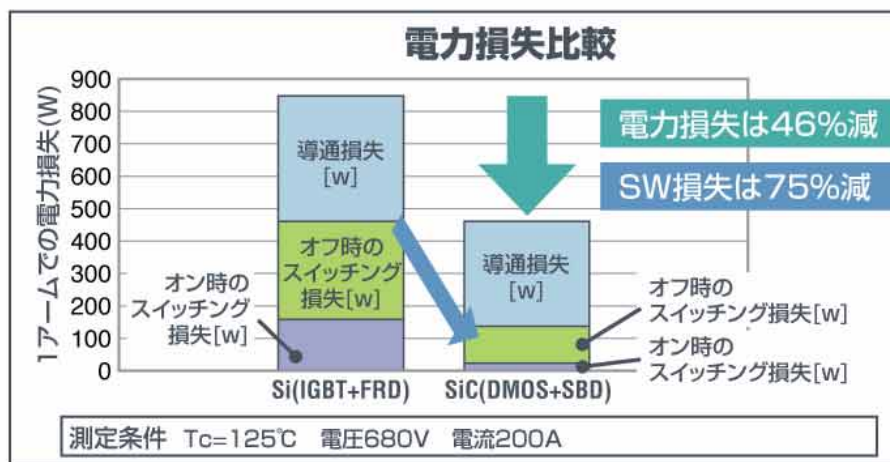 電力損失比較
1アームでの電力損失(W)
900
800
700
600
500
400
300
200
100
0
導通損失
[w]
オフ時の
スイッチング
損失[w]
オン時の
スイッチング
損失[w]
電力損失は46%減
SW損失は75%減
導通損失
[w]
オフ時の
スイッチング損失[w]
オン時の
スイッチング損失[w]
Si(IGBT+FRD)
SiC(DMOS+SBD)
測定条件 Tc=125℃ 電圧680V 電流200A